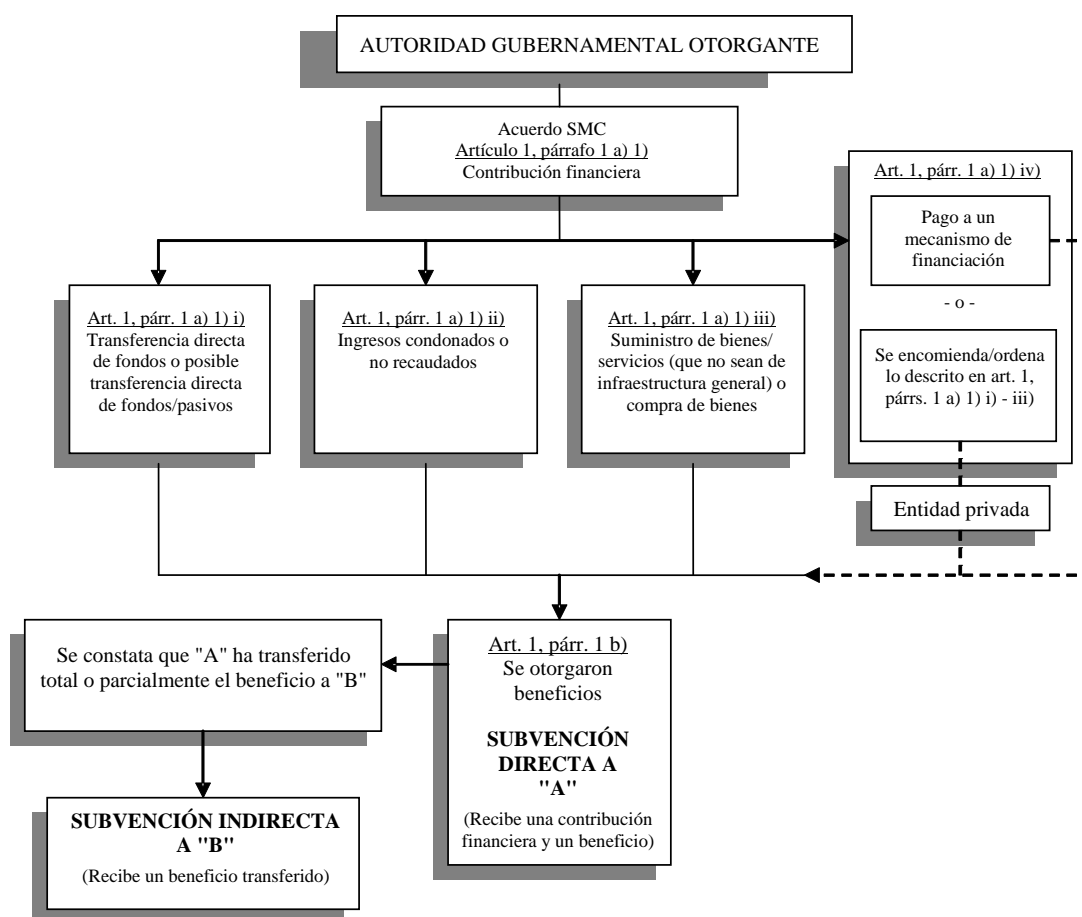 AUTORIDAD GUBERNAMENTAL OTORGANTE
Acuerdo SMC
Artículo 1, párrafo 1 a) 1)
Contribución financiera
Art. 1, párr. 1 a) 1) i)
Transferencia directa
de fondos o posible
transferencia directa
de fondos/pasivos
Art. 1, párr. 1 a) 1) ii)
Ingresos condonados o
no recaudados
Art. 1, párr. 1 a) 1) iii)
Suministro de bienes/
servicios (que no sean de
infraestructura general) o
compra de bienes
Art. 1, párr. 1 a) 1) iv)
Pago a un
mecanismo de
financiación
- o -
Se encomienda/ordena
lo descrito en art. 1,
párrs. 1 a) 1) i) - iii)
Entidad privada
Se constata que "A" ha transferido
total o parcialmente el beneficio a "B"
Art. 1, párr. 1 b)
Se otorgaron
beneficios
SUBVENCIÓN
DIRECTA A
"A"
(Recibe una contribución
financiera y un beneficio)
SUBVENCIÓN INDIRECTA
A "B"
(Recibe un beneficio transferido)